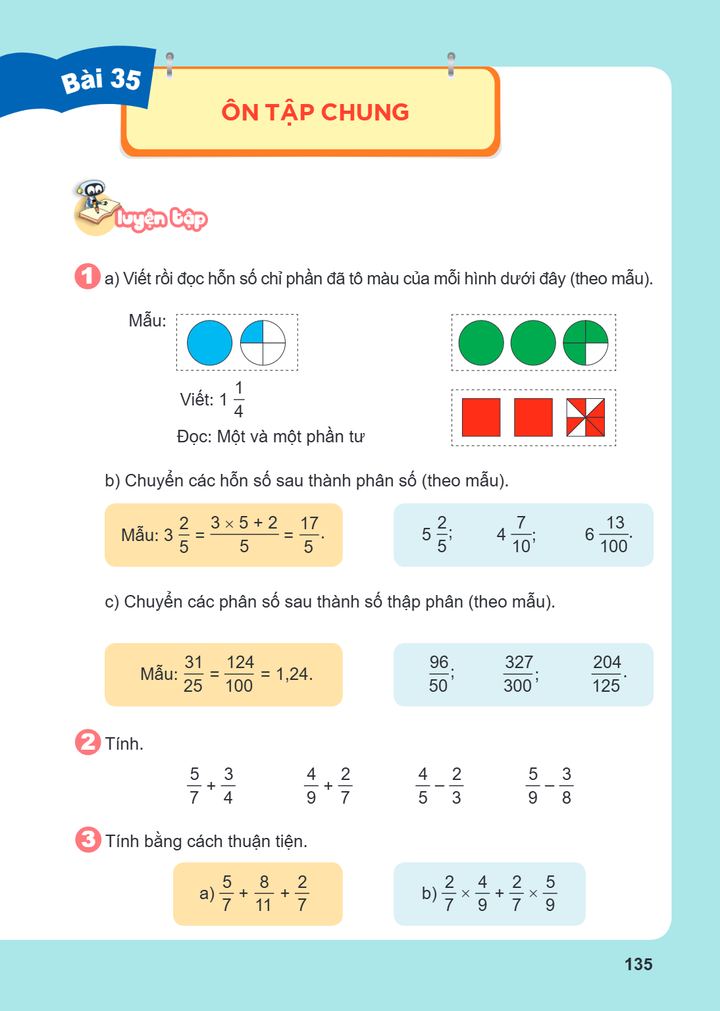 Bài 35
ÔN TẬP CHUNG
luyện tập
1 a) Viết rồi đọc hỗn số chỉ phần đã tô màu của mỗi hình dưới đây (theo mẫu).
Mẫu:
Viết: 1 1/4
Đọc: Một và một phần tư
b) Chuyển các hỗn số sau thành phân số (theo mẫu).
Mẫu: 3 2/5 = (3 × 5 + 2)/5 = 17/5.
5 2/5; 4 7/10; 6 13/100.
c) Chuyển các phân số sau thành số thập phân (theo mẫu).
Mẫu: 31/25 = 124/100 = 1,24.
96/50; 327/300; 204/125.
2 Tính.
5/7 + 3/4 4/9 + 2/7 4/5 – 2/3 5/9 – 3/8
3 Tính bằng cách thuận tiện.
a) 5/7 + 8/11 + 2/7
b) 2/7 × 4/9 + 2/7 × 5/9
135